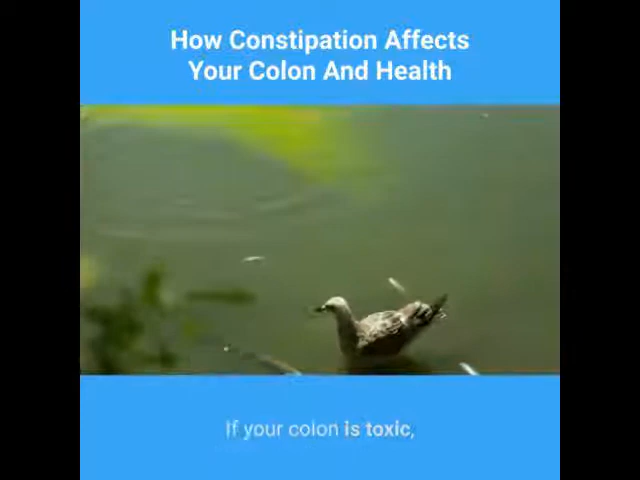 How Constipation Affects
Your Colon And Health
If your colon is toxic,